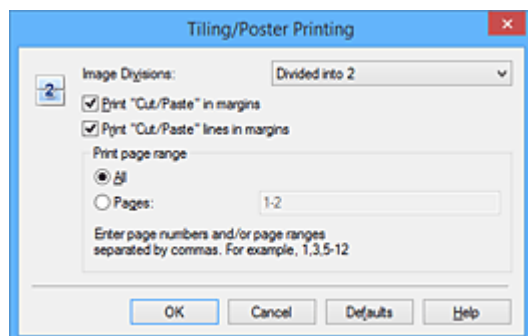 Tiling/Poster Printing
Image Divisions: Divided into 2
2
Print "Cut/Paste" in margins
Print "Cut/Paste" lines in margins
Print page range
All
Pages: 1-2
Enter page numbers and/or page ranges
separated by commas. For example, 1,3,5-12
OK Cancel Defaults Help